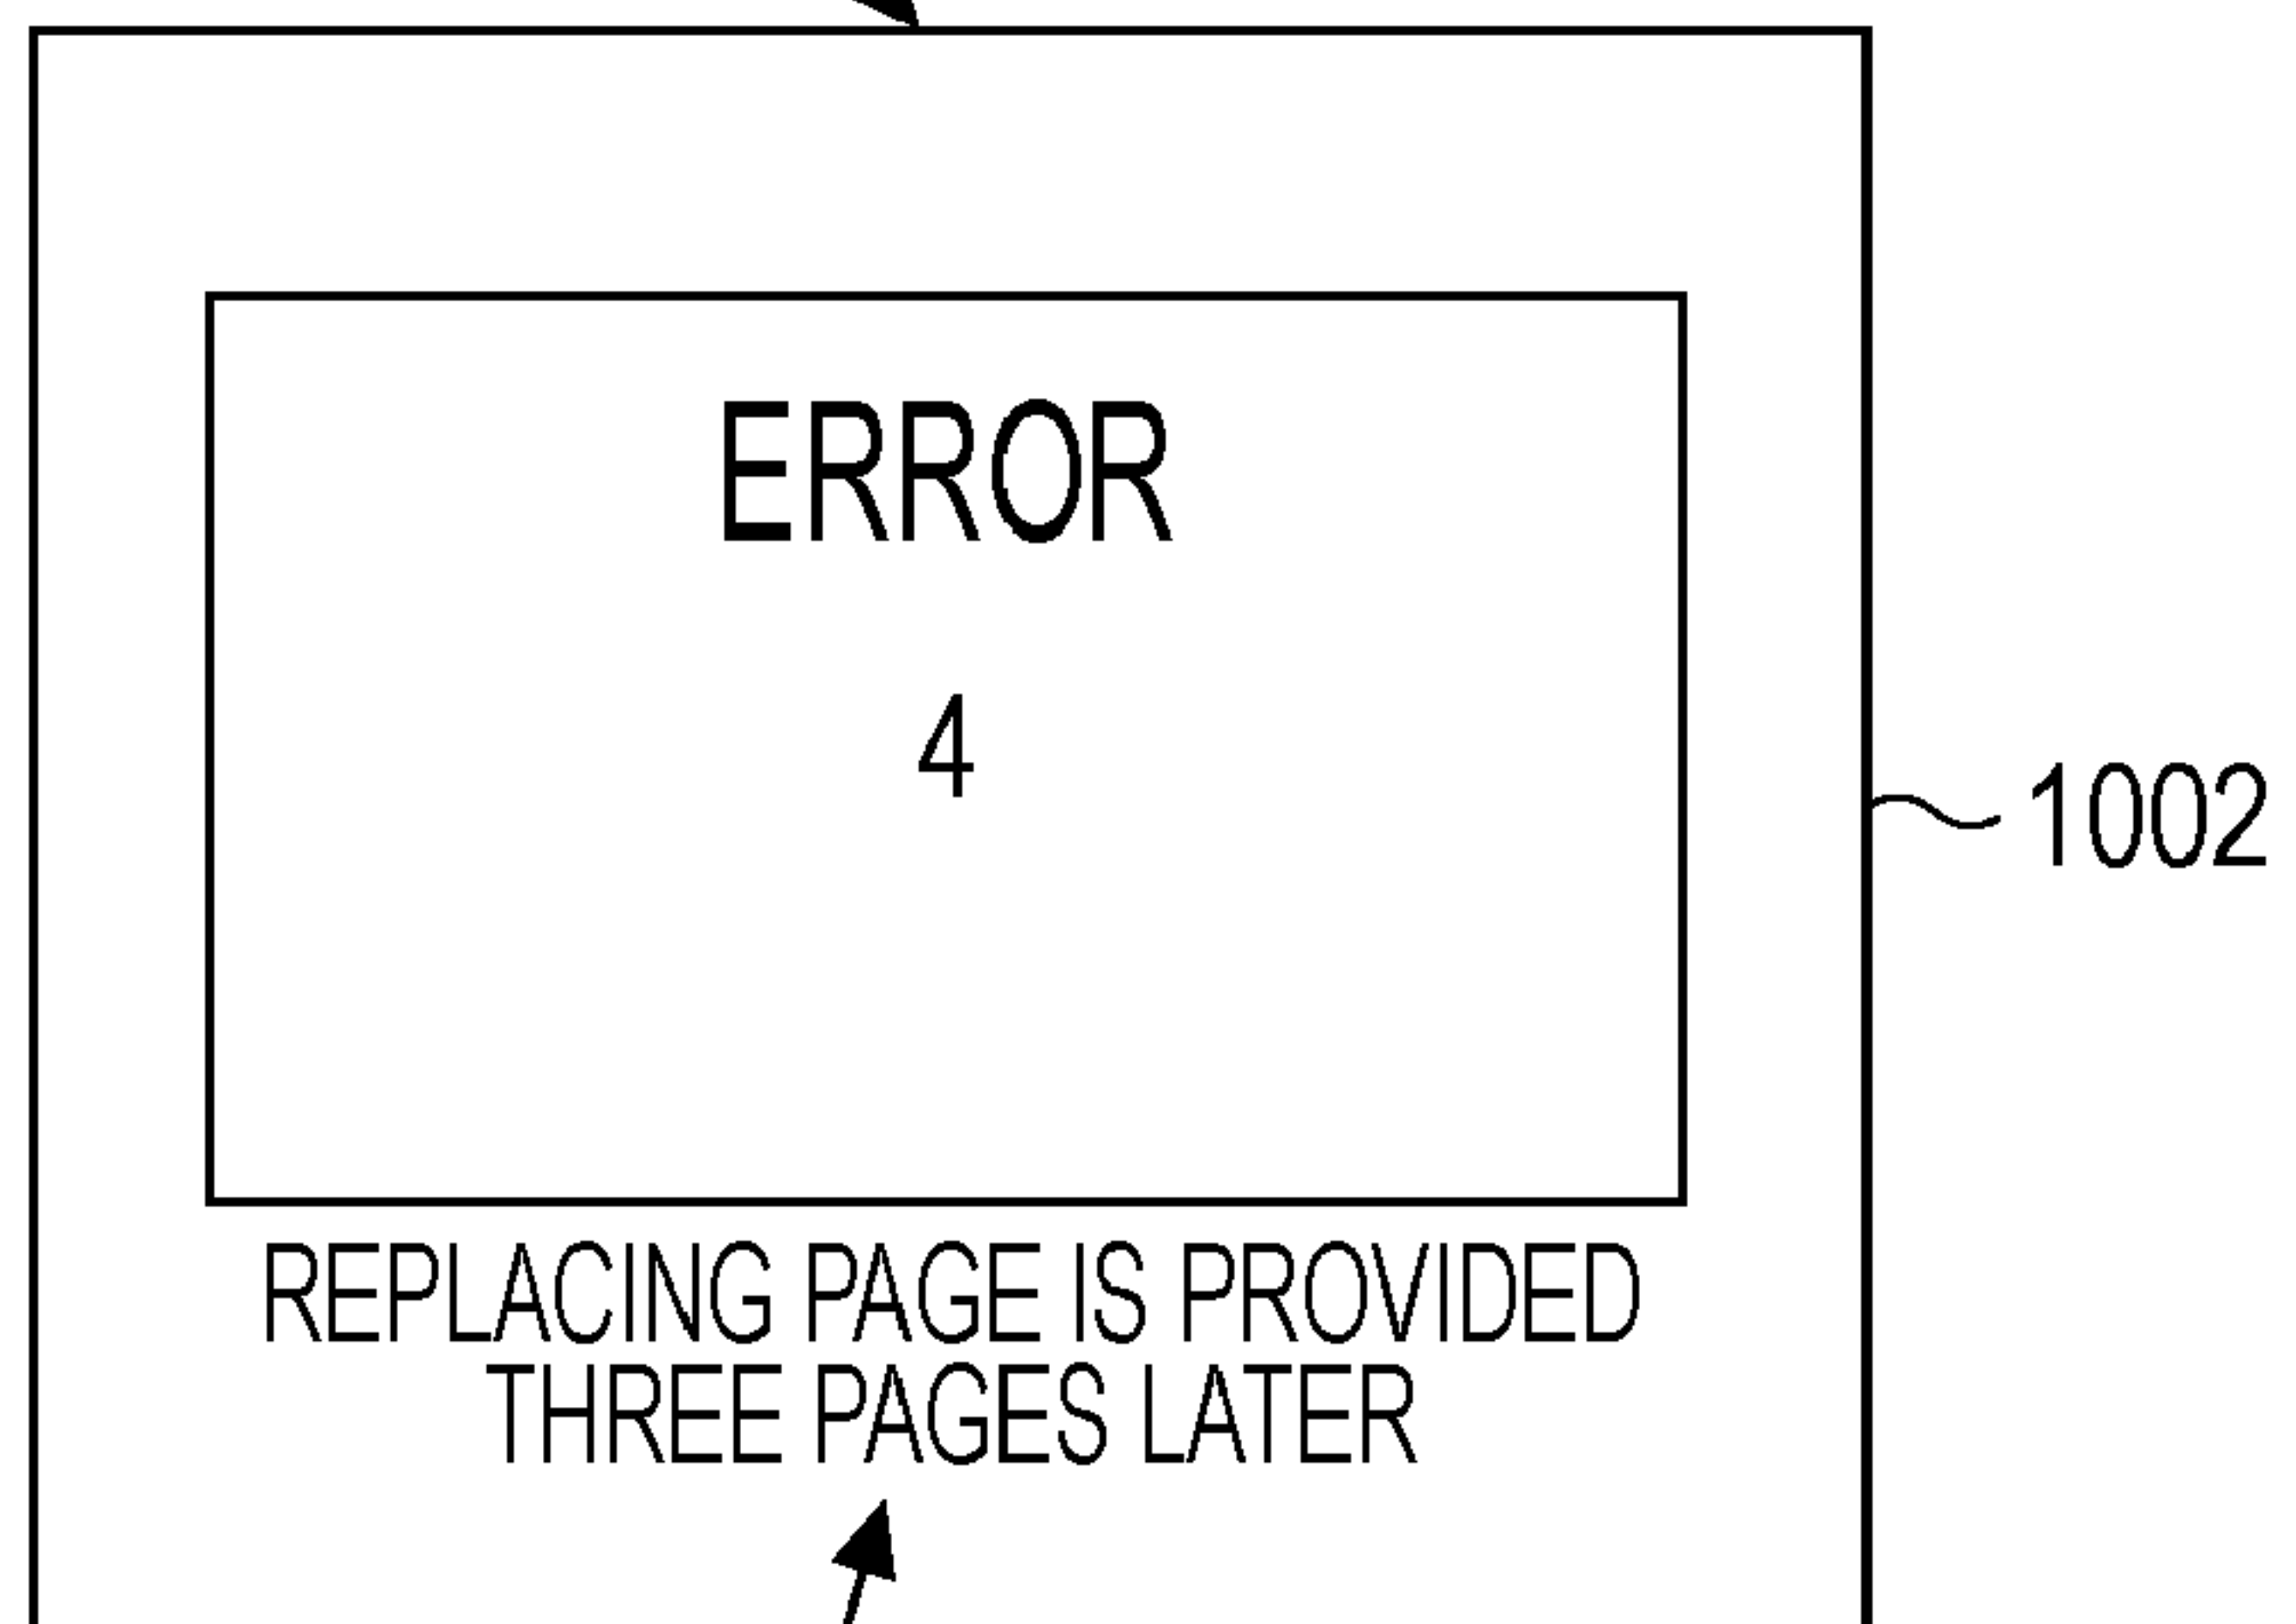 ERROR
4
1002
REPLACING PAGE IS PROVIDED
THREE PAGES LATER